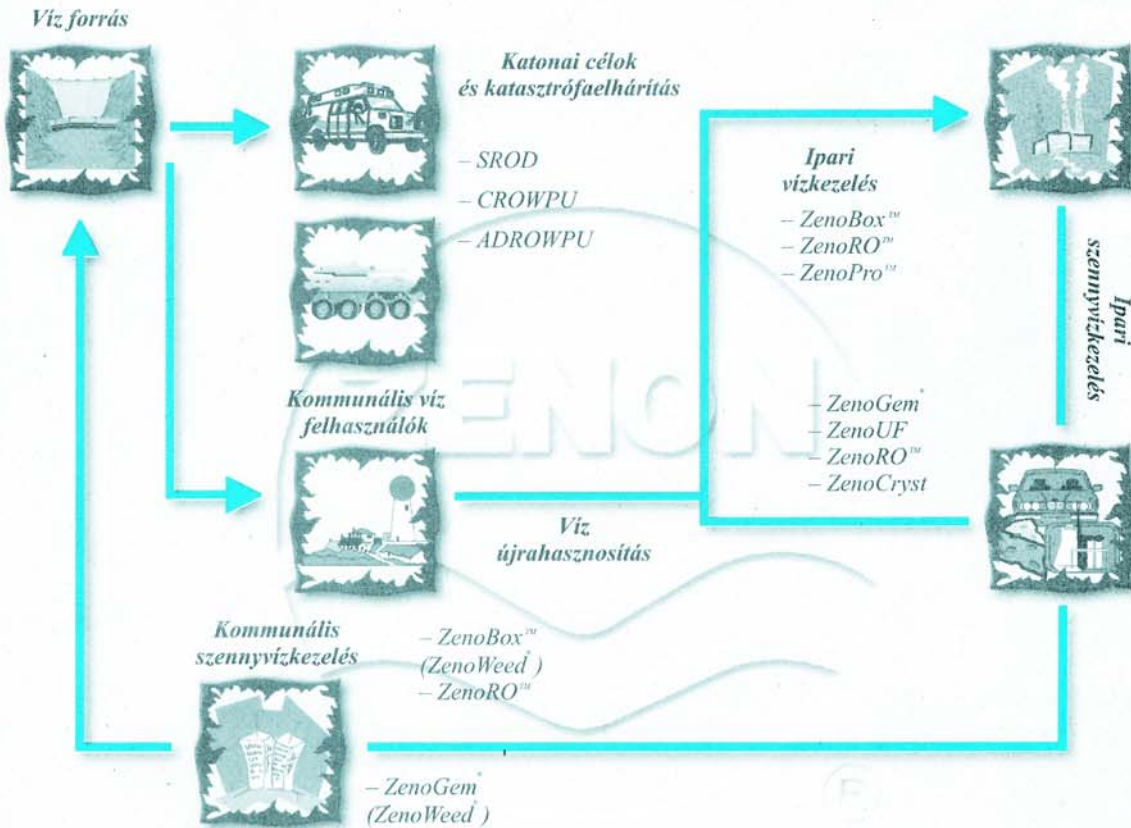 Víz forrás
Katonai célok
és katasztrófaelhárítás
– SROD
– CROWPU
– ADROWPU
Ipari
vízkezelés
– ZenoBox™
– ZenoRO™
– ZenoPro™
Ipari
szennyvízkezelés
ZENON
Kommunális víz
felhasználók
– ZenoGem*
– ZenoUF
– ZenoRO™
– ZenoCryst
Víz
újrahasznosítás
Kommunális
szennyvízkezelés
– ZenoBox™
(ZenoWeed*)
– ZenoRO™
– ZenoGem*
(ZenoWeed*)